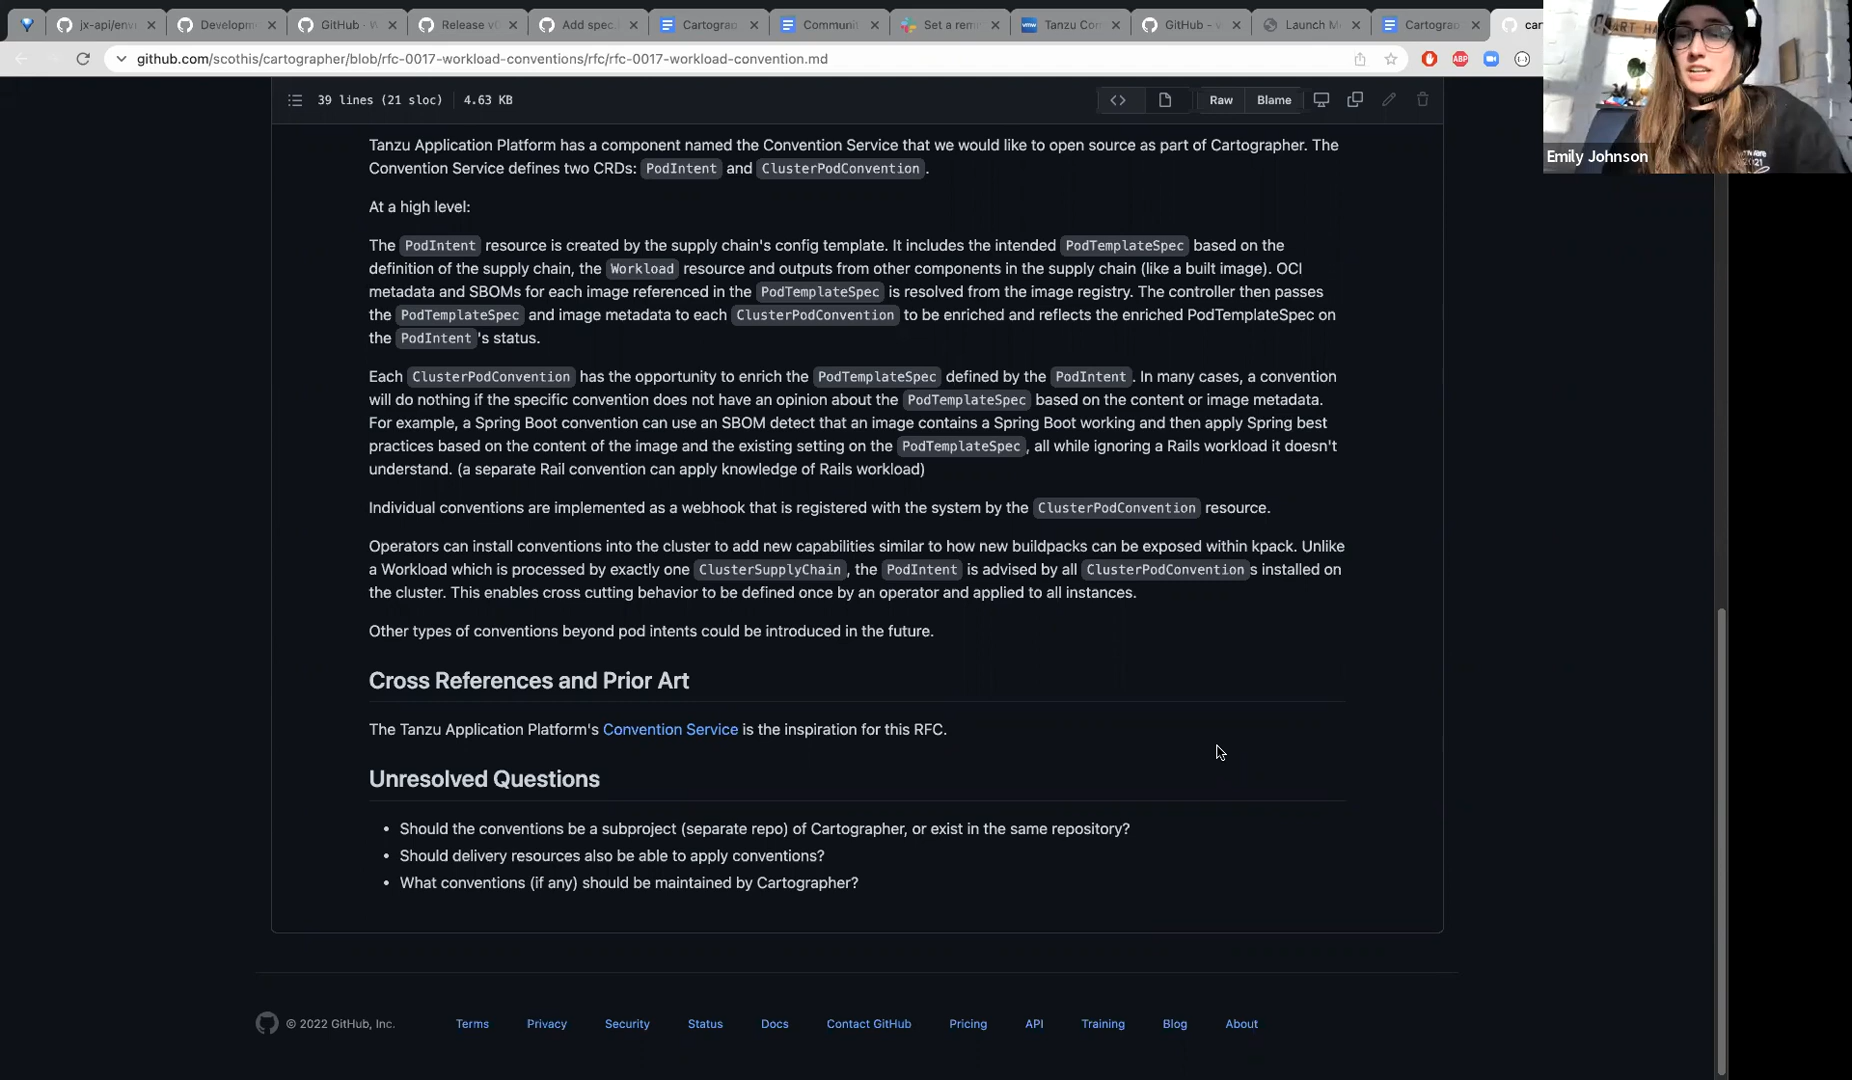 jx-api/env
Developm
GitHub - W
Release v0
Add spec.
Cartograp
Communit
Set a rem
Tanzu Con
GitHub - v
Launch M
Cartograp
car
github.com/scothis/cartographer/blob/rfc-0017-workload-conventions/rfc/rfc-0017-workload-convention.md
ABP
Emily Johnson
39 lines (21 sloc) 4.63 KB
Raw Blame
Tanzu Application Platform has a component named the Convention Service that we would like to open source as part of Cartographer. The
Convention Service defines two CRDs: PodIntent and ClusterPodConvention.
At a high level:
The PodIntent resource is created by the supply chain's config template. It includes the intended PodTemplateSpec based on the
definition of the supply chain, the Workload resource and outputs from other components in the supply chain (like a built image). OCI
metadata and SBOMs for each image referenced in the PodTemplateSpec is resolved from the image registry. The controller then passes
the PodTemplateSpec and image metadata to each ClusterPodConvention to be enriched and reflects the enriched PodTemplateSpec on
the PodIntent's status.
Each ClusterPodConvention has the opportunity to enrich the PodTemplateSpec defined by the PodIntent. In many cases, a convention
will do nothing if the specific convention does not have an opinion about the PodTemplateSpec based on the content or image metadata.
For example, a Spring Boot convention can use an SBOM detect that an image contains a Spring Boot working and then apply Spring best
practices based on the content of the image and the existing setting on the PodTemplateSpec, all while ignoring a Rails workload it doesn't
understand. (a separate Rail convention can apply knowledge of Rails workload)
Individual conventions are implemented as a webhook that is registered with the system by the ClusterPodConvention resource.
Operators can install conventions into the cluster to add new capabilities similar to how new buildpacks can be exposed within kpack. Unlike
a Workload which is processed by exactly one ClusterSupplyChain, the PodIntent is advised by all ClusterPodConventions installed on
the cluster. This enables cross cutting behavior to be defined once by an operator and applied to all instances.
Other types of conventions beyond pod intents could be introduced in the future.
Cross References and Prior Art
The Tanzu Application Platform's Convention Service is the inspiration for this RFC.
Unresolved Questions
• Should the conventions be a subproject (separate repo) of Cartographer, or exist in the same repository?
• Should delivery resources also be able to apply conventions?
• What conventions (if any) should be maintained by Cartographer?
© 2022 GitHub, Inc. Terms Privacy Security Status Docs Contact GitHub Pricing API Training Blog About